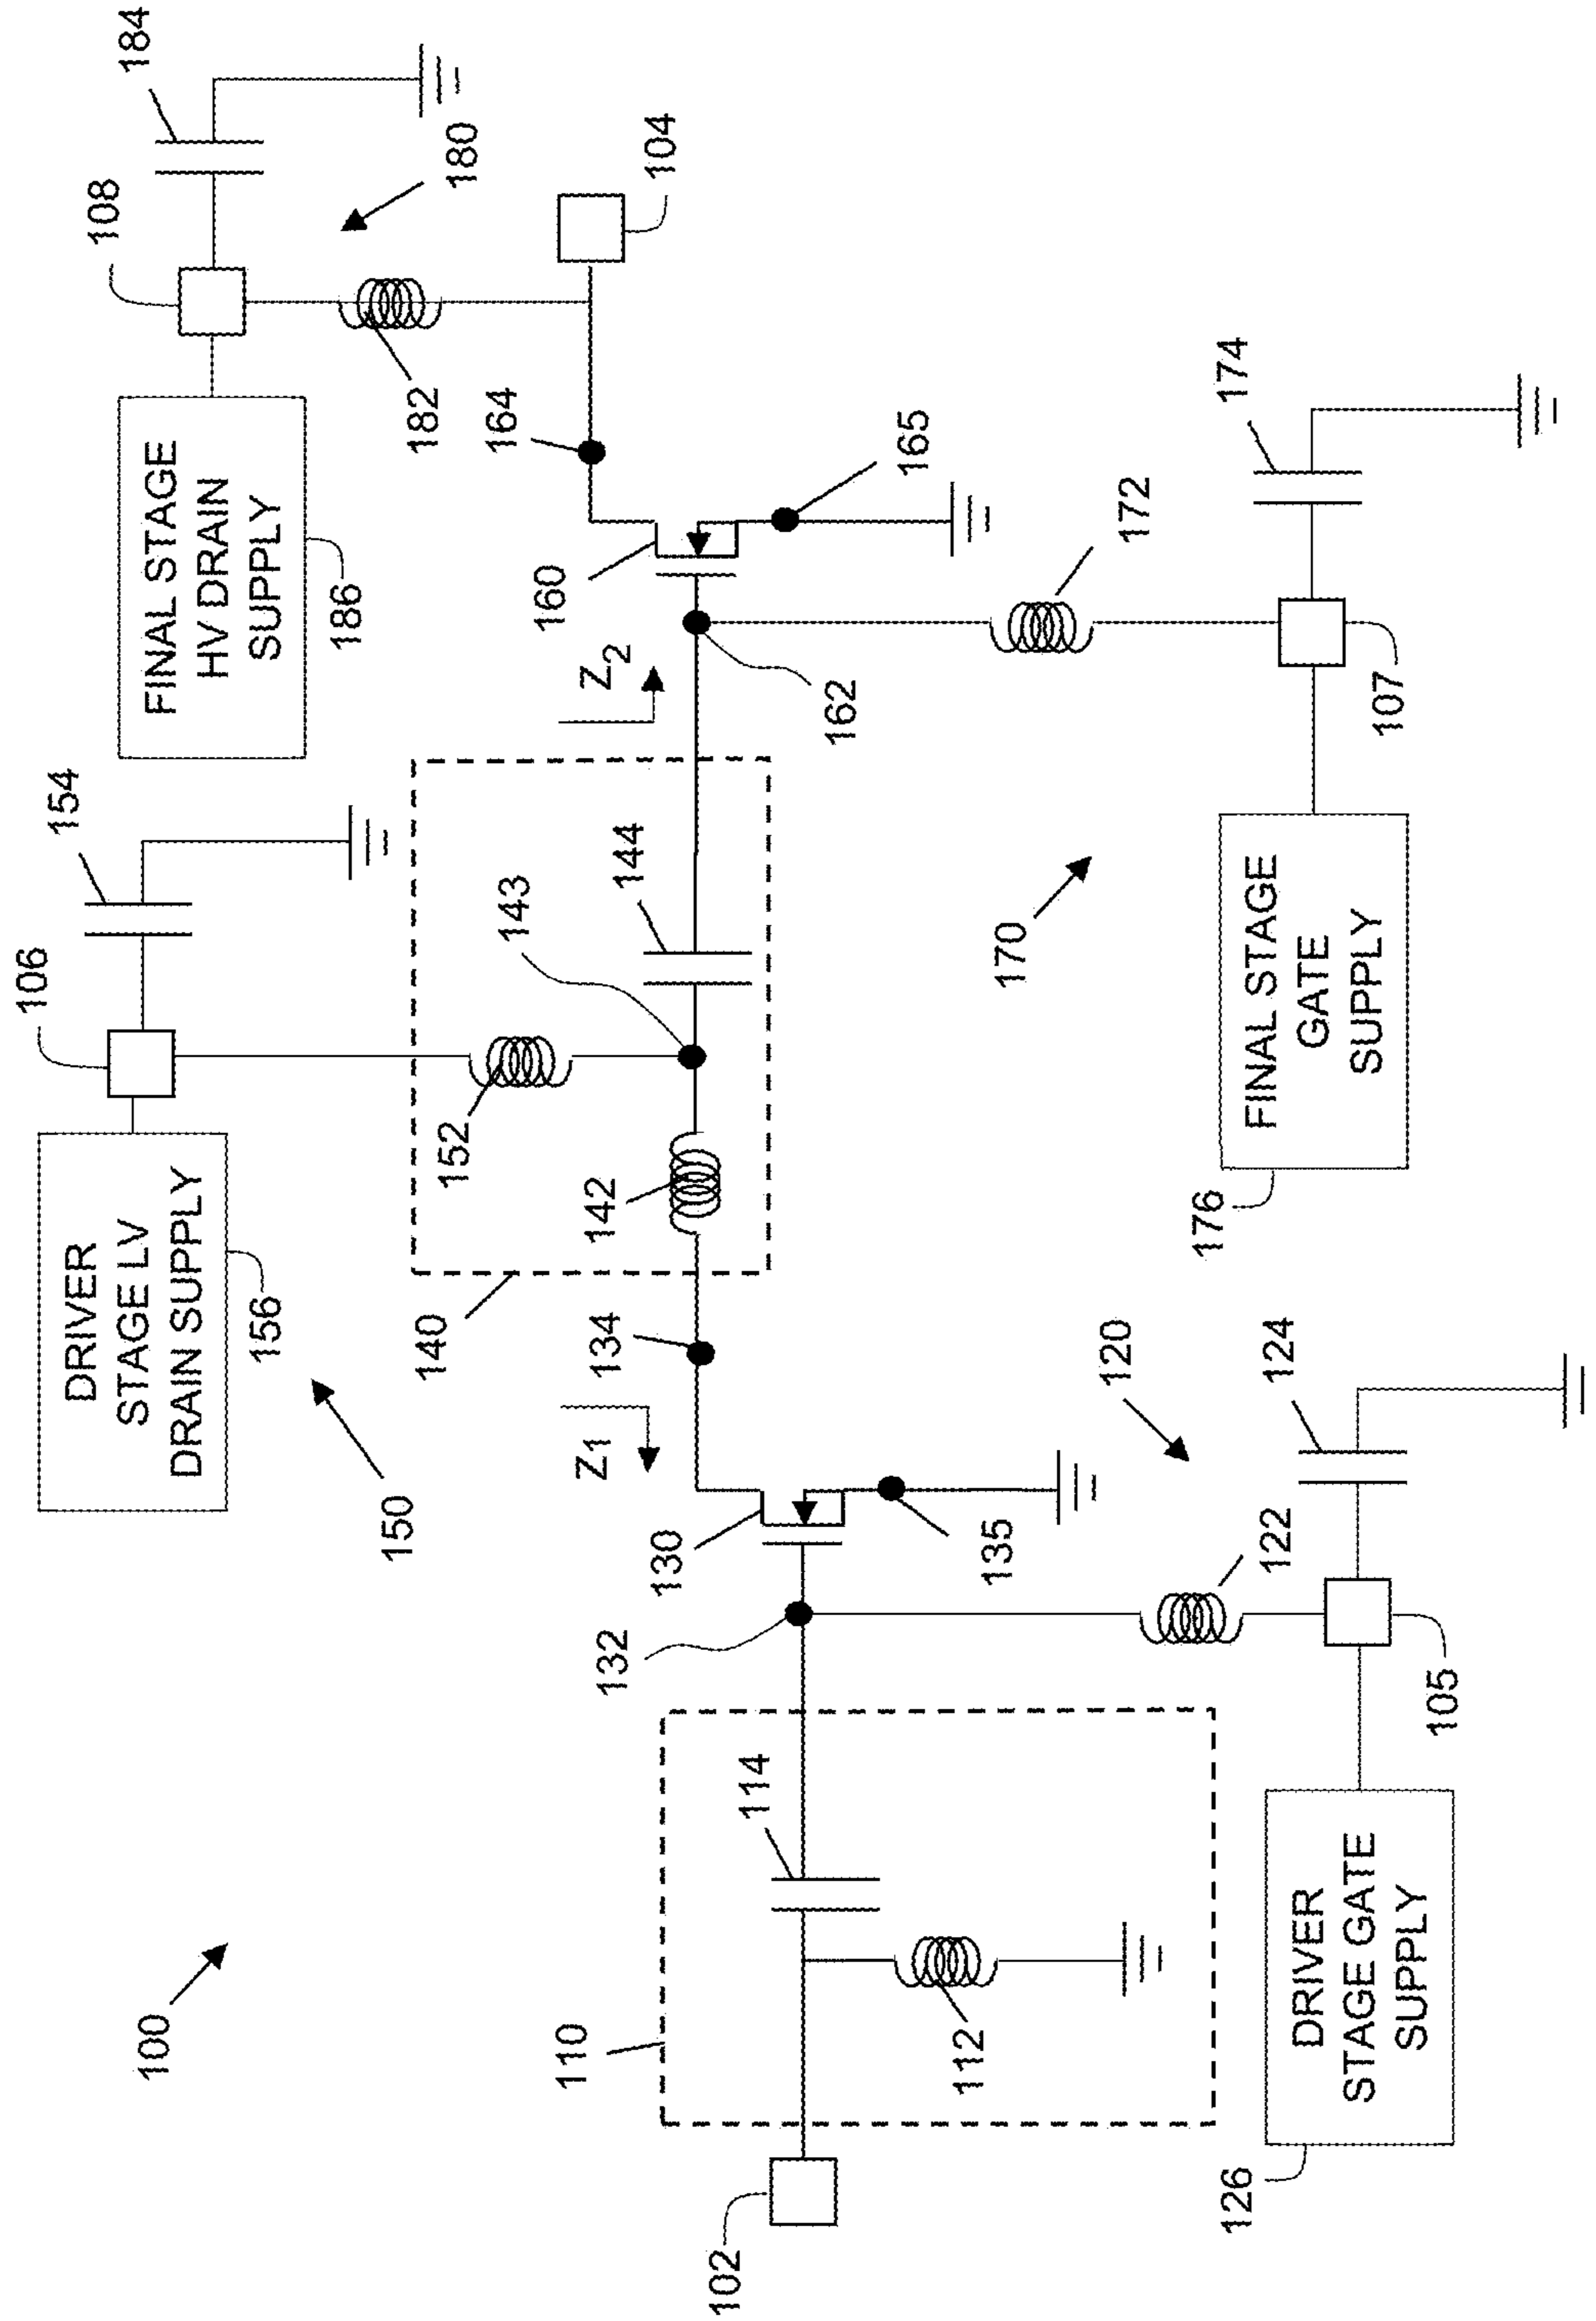 106
154
108
184
DRIVER
STAGE LV
DRAIN SUPPLY
FINAL STAGE
HV DRAIN
SUPPLY
100
156
186
150
182
180
140
152
143
164
160
110
Z1
134
142
Z2
144
104
132
130
102
114
162
165
112
135
170
120
172
176
174
126
122
124
FINAL STAGE
GATE
SUPPLY
107
DRIVER
STAGE GATE
SUPPLY
105